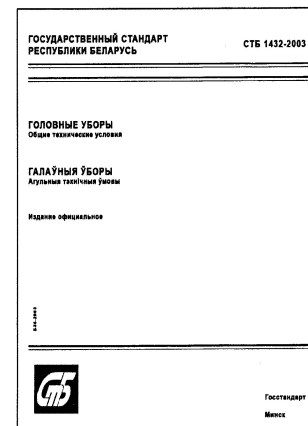 ГОСУДАРСТВЕННЫЙ СТАНДАРТ
РЕСПУБЛИКИ БЕЛАРУСЬ
СТБ 1432-2003
ГОЛОВНЫЕ УБОРЫ
Общие технические условия
ГАЛАЎНЫЯ ЎБОРЫ
Агульныя тэхнічныя ўмовы
Издание официальное
СТБ
Госстандарт
Минск